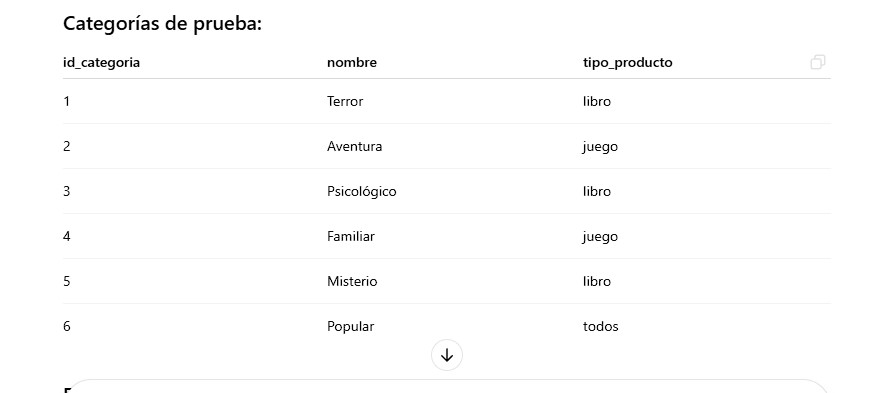 Categorías de prueba:
id_categoria nombre tipo_producto
1 Terror libro
2 Aventura juego
3 Psicológico libro
4 Familiar juego
5 Misterio libro
6 Popular todos